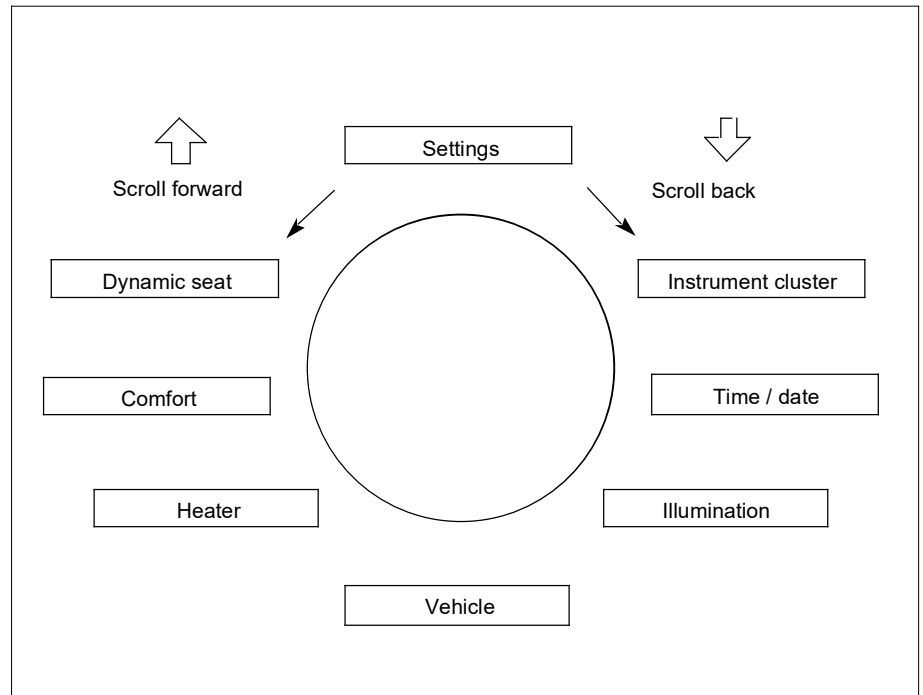 Settings
Scroll forward
Scroll back
Dynamic seat
Instrument cluster
Comfort
Time / date
Heater
Illumination
Vehicle